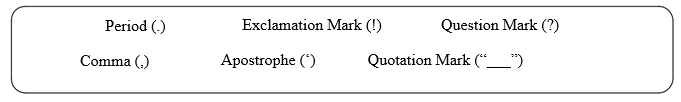 Period (.) Exclamation Mark (!) Question Mark (?)
Comma (,) Apostrophe (‘) Quotation Mark (“___”)